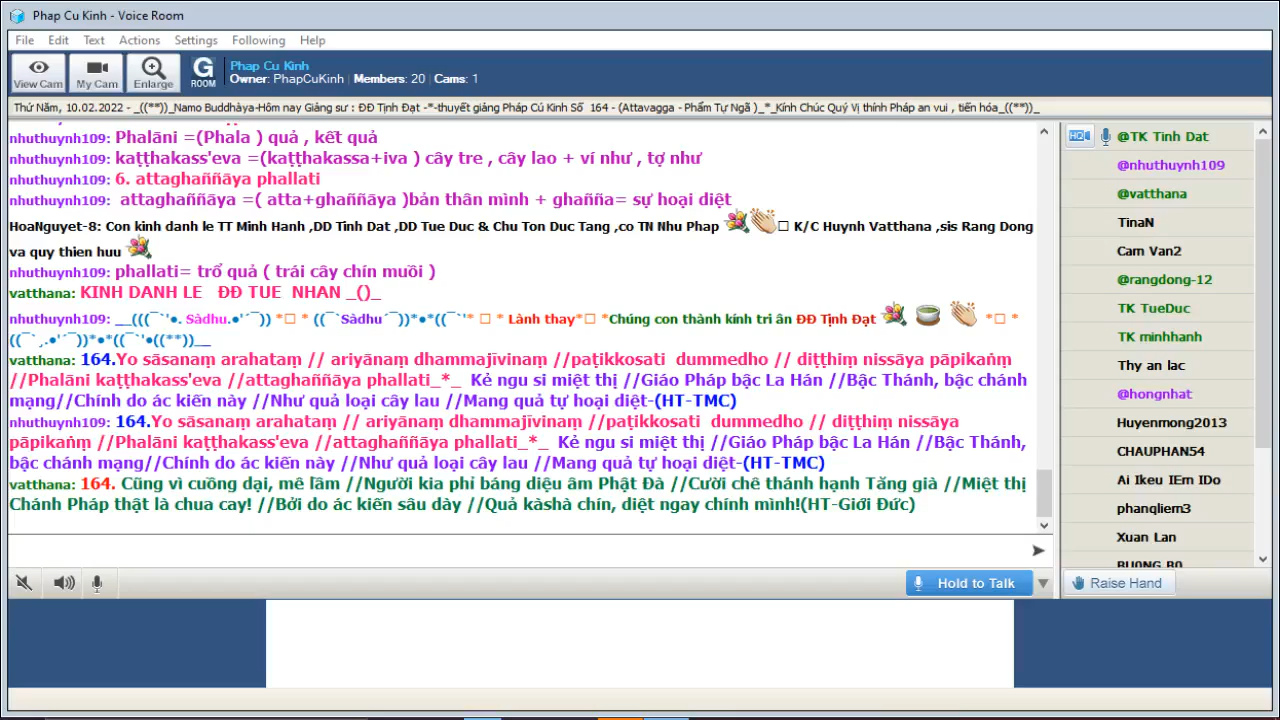 Phap Cu Kinh - Voice Room
File Edit Text Actions Settings Following Help
View Cam My Cam Enlarge G ROOM
Phap Cu Kinh
Owner: PhapCuKinh | Members: 20 | Cams: 1
Thứ Năm, 10.02.2022 - _((**))_Namo Buddhàya-Hôm nay Giảng sư : ĐĐ Tịnh Đạt -*-thuyết giảng Pháp Cú Kinh Số 164 - (Attavagga - Phẩm Tự Ngã )_*_Kính Chúc Quý Vị thính Pháp an vui , tiến hóa_((**))_
nhuthuynh109: Phalāni =(Phala ) quả , kết quả
nhuthuynh109: kaṭṭhakass'eva =(kaṭṭhakassa+iva ) cây tre , cây lao + ví như , tợ như
nhuthuynh109: 6. attaghaññāya phallati
nhuthuynh109: attaghaññāya =( atta+ghaññāya )bản thân mình + ghañña= sự hoại diệt
HoaNguyet-8: Con kinh danh le TT Minh Hanh ,DD Tinh Dat ,DD Tue Duc & Chu Ton Duc Tang ,co TN Nhu Phap K/C Huynh Vatthana ,sis Rang Dong
va quy thien huu
nhuthuynh109: phallati= trổ quả ( trái cây chín muồi )
vatthana: KINH DANH LE ĐĐ TUE NHAN _()_
nhuthuynh109: __(((¯`'•. Sàdhu.•'´¯)) *□ * ((¯`Sàdhu´¯))*•*((¯`'* □ * Lành thay*□ *Chúng con thành kính tri ân ĐĐ Tịnh Đạt *□ *
((¯`¸.•'´¯))*•*((¯`'•((**))__
vatthana: 164.Yo sāsanaṃ arahataṃ // ariyānaṃ dhammajīvinaṃ //paṭikkosati dummedho // diṭṭhiṃ nissāya pāpikaṅṃ
//Phalāni kaṭṭhakass'eva //attaghaññāya phallati_*_ Kẻ ngu si miệt thị //Giáo Pháp bậc La Hán //Bậc Thánh, bậc chánh
mạng//Chính do ác kiến này //Như quả loại cây lau //Mang quả tự hoại diệt-(HT-TMC)
nhuthuynh109: 164.Yo sāsanaṃ arahataṃ // ariyānaṃ dhammajīvinaṃ //paṭikkosati dummedho // diṭṭhiṃ nissāya
pāpikaṅṃ //Phalāni kaṭṭhakass'eva //attaghaññāya phallati_*_ Kẻ ngu si miệt thị //Giáo Pháp bậc La Hán //Bậc Thánh,
bậc chánh mạng//Chính do ác kiến này //Như quả loại cây lau //Mang quả tự hoại diệt-(HT-TMC)
vatthana: 164. Cũng vì cuồng dại, mê lầm //Người kia phỉ báng diệu âm Phật Đà //Cười chê thánh hạnh Tăng già //Miệt thị
Chánh Pháp thật là chua cay! //Bởi do ác kiến sâu dày //Quả kàshà chín, diệt ngay chính mình!(HT-Giới Đức)
Hold to Talk
HQ @TK Tinh Dat
@nhuthuynh109
@vatthana
TinaN
Cam Van2
@rangdong-12
TK TueDuc
TK minhhanh
Thy an lac
@hongnhat
Huyenmong2013
CHAUPHAN54
Ai Ikeu IEm IDo
phanqliem3
Xuan Lan
BU0NG B0
Raise Hand